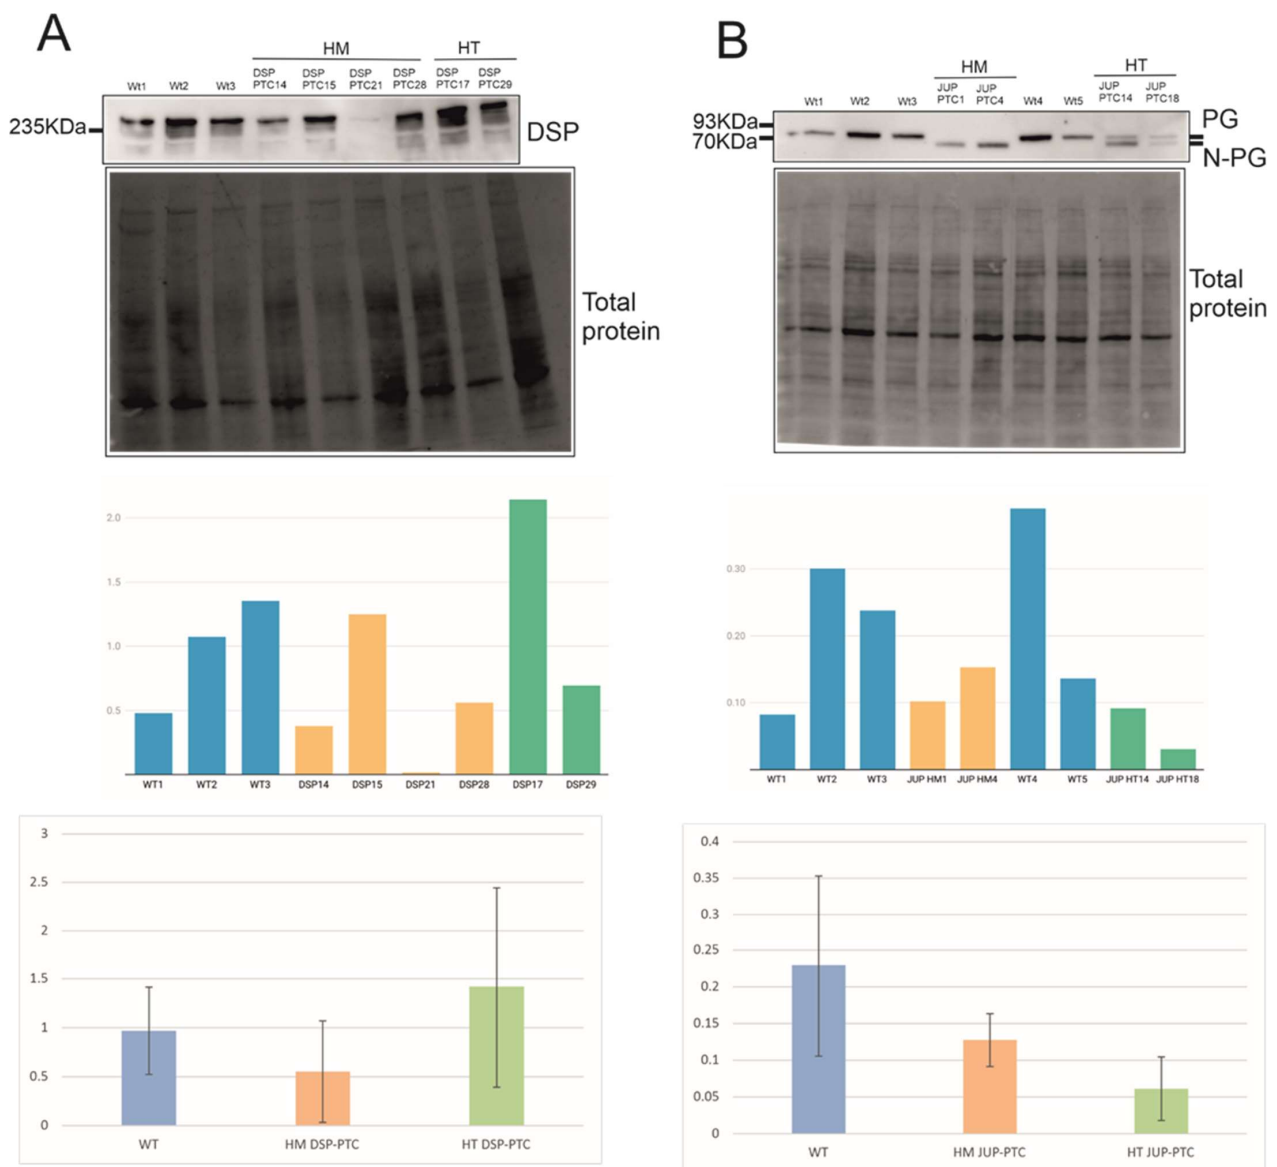 A
HM
HT
Wt1
Wt2
Wt3
DSP
PTC14
DSP
PTC15
DSP
PTC21
DSP
PTC28
DSP
PTC17
DSP
PTC29
235KDa
DSP
Total
protein
2.0
1.5
1.0
0.5
WT1 WT2 WT3 DSP14 DSP15 DSP21 DSP28 DSP17 DSP29
3
2.5
2
1.5
1
0.5
0
WT HM DSP-PTC HT DSP-PTC
B
HM
HT
Wt1
Wt2
Wt3
JUP
PTC1
JUP
PTC4
Wt4
Wt5
JUP
PTC14
JUP
PTC18
93KDa
70KDa
PG
N-PG
Total
protein
0.30
0.20
0.10
WT1 WT2 WT3 JUP HM1 JUP HM4 WT4 WT5 JUP HT14 JUP HT18
0.4
0.35
0.3
0.25
0.2
0.15
0.1
0.05
0
WT HM JUP-PTC HT JUP-PTC